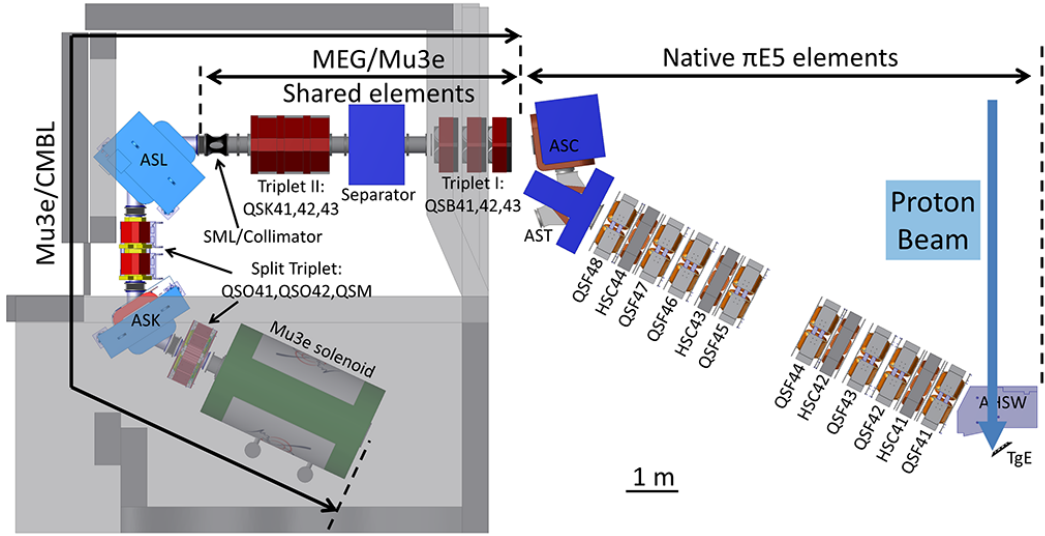 MEG/Mu3e
Shared elements
Native πE5 elements
Mu3e/CMBL
ASL
Triplet II:
QSK41,42,43
Separator
Triplet I:
QSB41,42,43
SML/Collimator
Split Triplet:
QSO41,QSO42,QSM
ASK
Mu3e solenoid
ASC
AST
QSF48
HSC44
QSF47
QSF46
HSC43
QSF45
QSF44
HSC42
QSF43
QSF42
HSC41
QSF41
Proton
Beam
AHSW
TgE
1 m